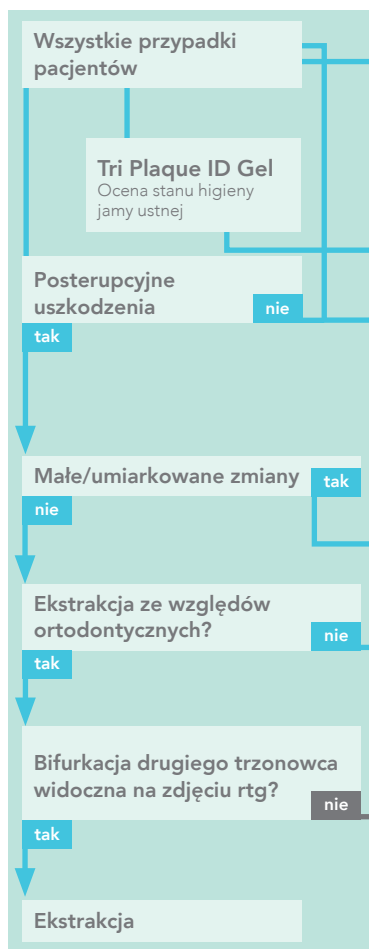 Wszystkie przypadki
pacjentów
Tri Plaque ID Gel
Ocena stanu higieny
jamy ustnej
Posterupcyjne
uszkodzenia
nie
tak
Małe/umiarkowane zmiany
tak
nie
Ekstrakcja ze względów
ortodontycznych?
nie
tak
Bifurkacja drugiego trzonowca
widoczna na zdjęciu rtg?
nie
tak
Ekstrakcja